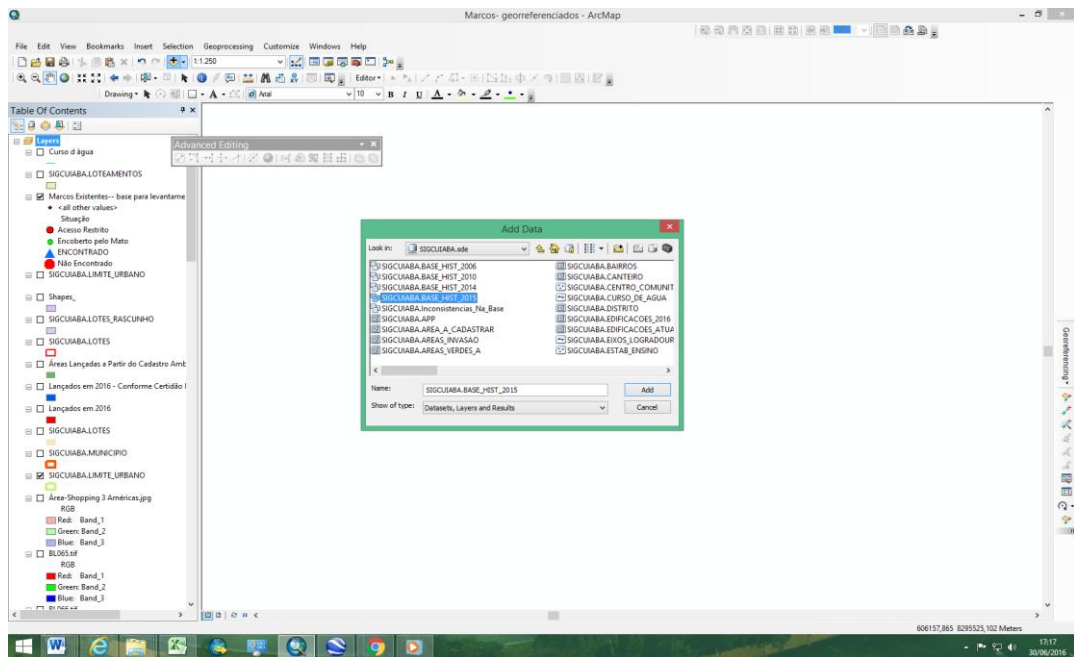 Marcos- georreferenciados - ArcMap
File Edit View Bookmarks Insert Selection Geoprocessing Customize Windows Help
1:1.250
Editor
Drawing
Arial
10
B I U A
Table Of Contents
Advanced Editing
Layers
Curso d àgua
SIGCUIABA.LOTEAMENTOS
Marcos Existentes-- base para levantame
<all other values>
Situação
Acesso Restrito
Encoberto pelo Mato
ENCONTRADO
Não Encontrado
SIGCUIABA.LIMITE_URBANO
Shapes_
SIGCUIABA.LOTES_RASCUNHO
SIGCUIABA.LOTES
Áreas Lançadas a Partir do Cadastro Amb
Lançados em 2016 - Conforme Certidão
Lançados em 2016
SIGCUIABA.LOTES
SIGCUIABA.MUNICIPIO
SIGCUIABA.LIMITE_URBANO
Área-Shopping 3 Américas.jpg
RGB
Red: Band_1
Green: Band_2
Blue: Band_3
BL065.tif
RGB
Red: Band_1
Green: Band_2
Blue: Band_3
Add Data
Look in: SIGCUIABA.sde
SIGCUIABA.BASE_HIST_2006
SIGCUIABA.BASE_HIST_2010
SIGCUIABA.BASE_HIST_2014
SIGCUIABA.BASE_HIST_2015
SIGCUIABA.Inconsistencias_Na_Base
SIGCUIABA.APP
SIGCUIABA.AREA_A_CADASTRAR
SIGCUIABA.AREAS_INVASAO
SIGCUIABA.AREAS_VERDES_A
SIGCUIABA.BAIRROS
SIGCUIABA.CANTEIRO
SIGCUIABA.CENTRO_COMUNIT
SIGCUIABA.CURSO_DE_AGUA
SIGCUIABA.DISTRITO
SIGCUIABA.EDIFICACOES_2016
SIGCUIABA.EDIFICACOES_ATUA
SIGCUIABA.EIXOS_LOGRADOUR
SIGCUIABA.ESTAB_ENSINO
Name: SIGCUIABA.BASE_HIST_2015 Add
Show of type: Datasets, Layers and Results Cancel
Georeferencing
606157,865 8295525,102 Meters
17:17
30/06/2016